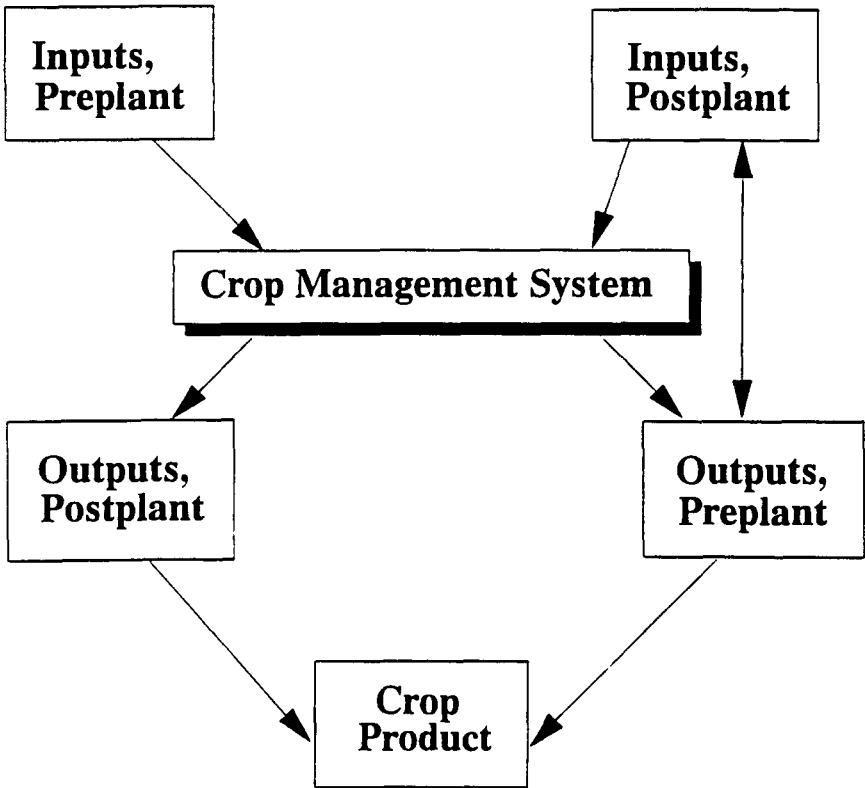 Inputs,
Preplant
Inputs,
Postplant
Crop Management System
Outputs,
Postplant
Outputs,
Preplant
Crop
Product